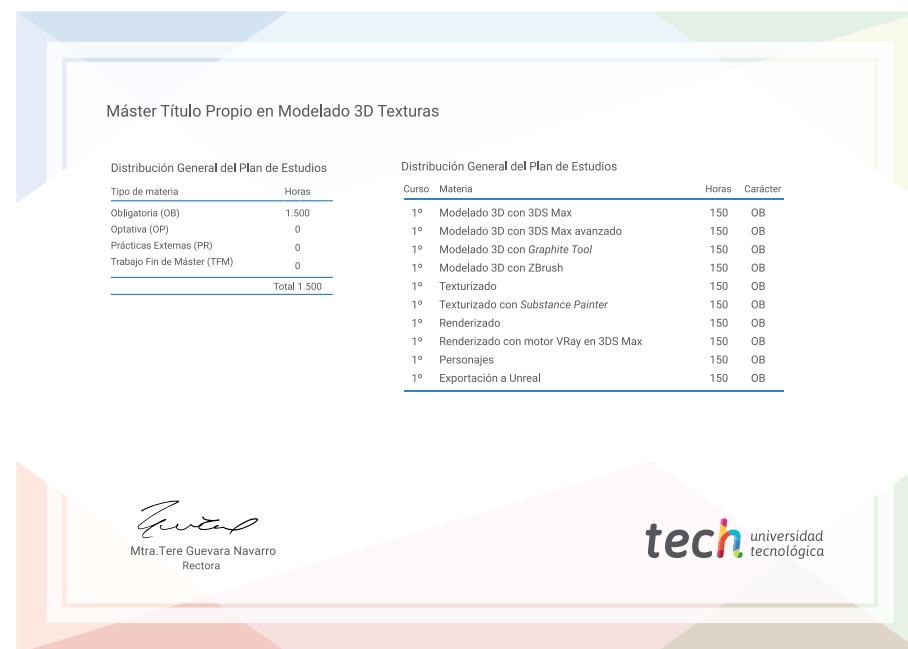 Máster Título Propio en Modelado 3D Texturas
Distribución General del Plan de Estudios
Tipo de materia Horas
Obligatoria (OB) 1.500
Optativa (OP) 0
Prácticas Externas (PR) 0
Trabajo Fin de Máster (TFM) 0
Total 1.500
Distribución General del Plan de Estudios
Curso Materia Horas Carácter
1º Modelado 3D con 3DS Max 150 OB
1º Modelado 3D con 3DS Max avanzado 150 OB
1º Modelado 3D con Graphite Tool 150 OB
1º Modelado 3D con ZBrush 150 OB
1º Texturizado 150 OB
1º Texturizado con Substance Painter 150 OB
1º Renderizado 150 OB
1º Renderizado con motor VRay en 3DS Max 150 OB
1º Personajes 150 OB
1º Exportación a Unreal 150 OB
Mtra.Tere Guevara Navarro
Rectora
tech universidad
tecnológica